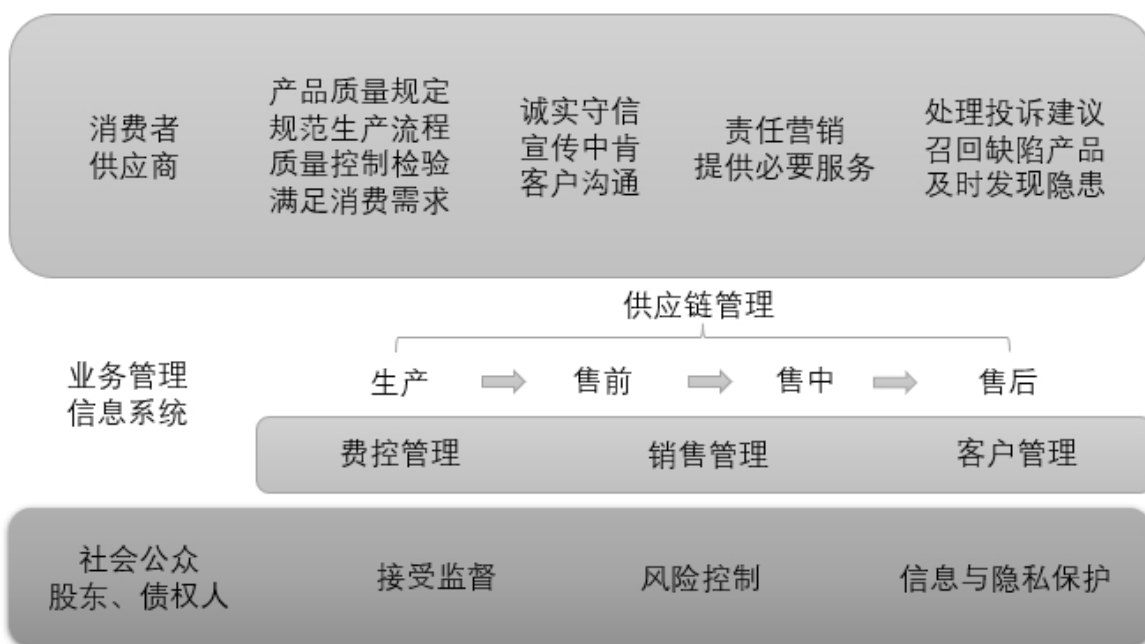 消费者
供应商
产品质量规定
规范生产流程
质量控制检验
满足消费需求
诚实守信
宣传中肯
客户沟通
责任营销
提供必要服务
处理投诉建议
召回缺陷产品
及时发现隐患
供应链管理
业务管理
信息系统
生产
售前
售中
售后
费控管理
销售管理
客户管理
社会公众
股东、债权人
接受监督
风险控制
信息与隐私保护